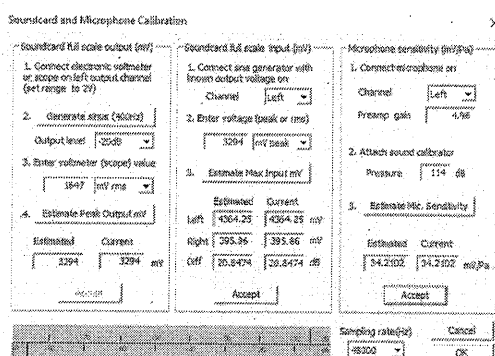 Soundcard and Microphone Calibration
Soundcard full scale output (mV)
1. Connect electronic voltmeter
or scope on left output channel
(set range to 2V)
2. Generate sinus (400Hz)
Output level -20dB
3. Enter voltmeter (scope) value
1647 mV rms
4. Estimate Peak Output mV
Estimated Current
3294 3294 mV
Accept
Soundcard full scale input (mV)
1. Connect sine generator with
known output voltage on
Channel Left
2. Enter voltage (peak or rms)
3294 mV peak
3. Estimate Max Input mV
Estimated Current
Left 4364.25 4364.25 mV
Right 395.86 395.86 mV
Diff 20.8474 20.8474 dB
Accept
Microphone sensitivity (mV/Pa)
1. Connect microphone on
Channel Left
Preamp gain 4.96
2. Attach sound calibrator
Pressure 114 dB
3. Estimate Mic. Sensitivity
Estimated Current
34.2102 34.2102 mV/Pa
Accept
Sampling rate(Hz)
48000
Cancel
OK